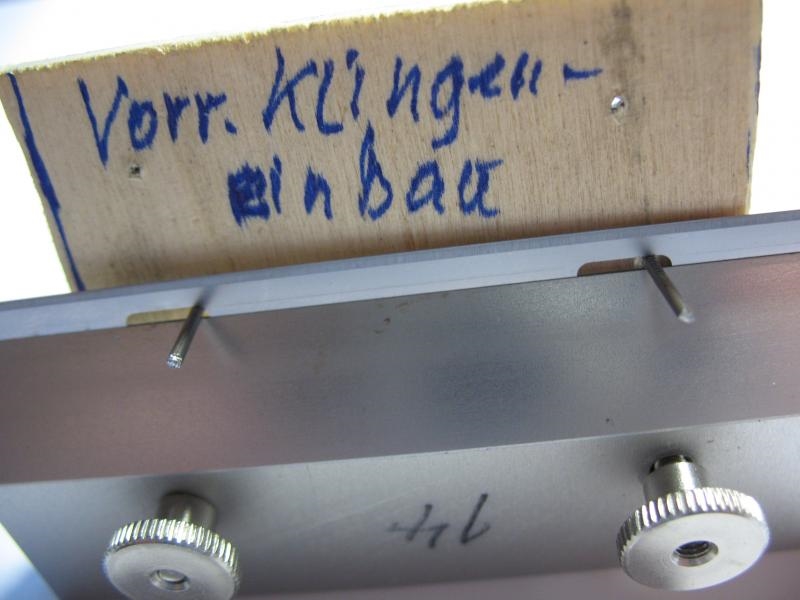 Vorr. Klingen-
einbau
14